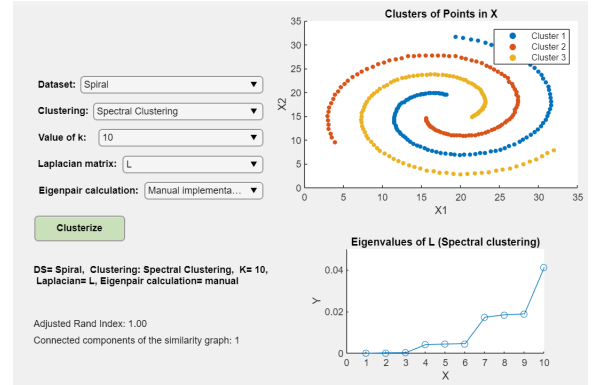 Clusters of Points in X
35
30
25
20
15
10
5
0
X2
0 5 10 15 20 25 30 35
X1
Cluster 1
Cluster 2
Cluster 3
Dataset: Spiral
Clustering: Spectral Clustering
Value of k: 10
Laplacian matrix: L
Eigenpair calculation: Manual implementa...
Clusterize
DS= Spiral, Clustering: Spectral Clustering, K= 10,
Laplacian= L, Eigenpair calculation= manual
Adjusted Rand Index: 1.00
Connected components of the similarity graph: 1
Eigenvalues of L (Spectral clustering)
0.04
0.02
0
Y
0 1 2 3 4 5 6 7 8 9 10
X